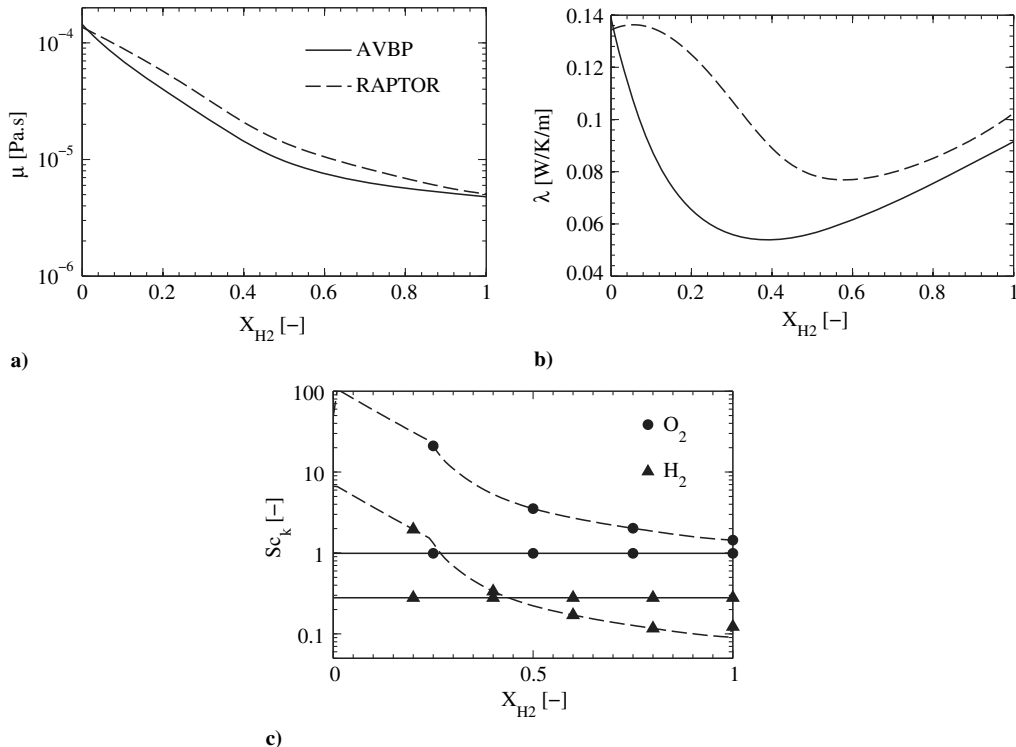 10⁻⁴
10⁻⁵
10⁻⁶
μ [Pa.s]
AVBP
RAPTOR
0 0.2 0.4 0.6 0.8 1
X_H2 [−]
a)
0.14
0.12
0.1
0.08
0.06
0.04
λ [W/K/m]
0 0.2 0.4 0.6 0.8 1
X_H2 [−]
b)
100
10
1
0.1
Sc_k [−]
O_2
H_2
0 0.5 1
X_H2 [−]
c)